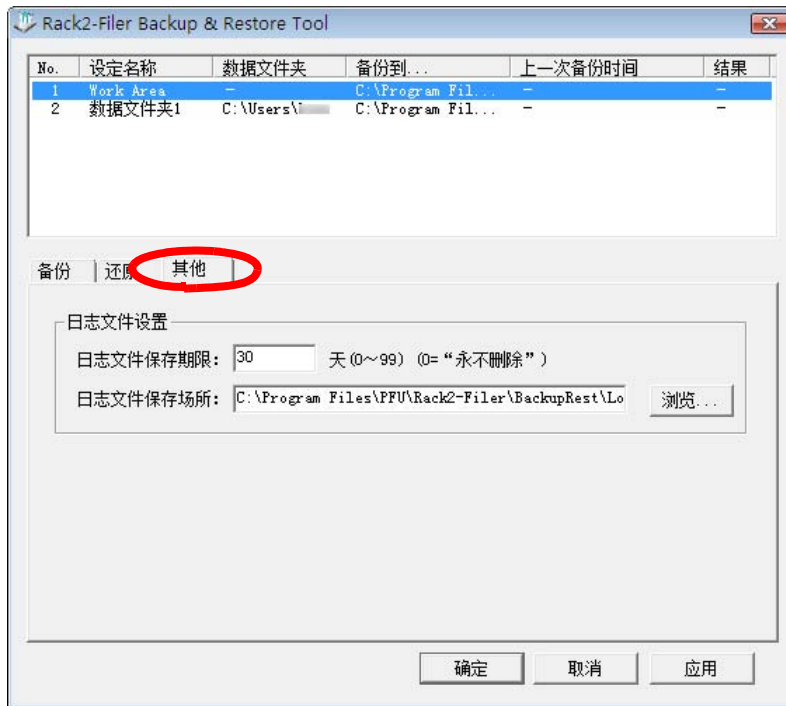 Rack2-Filer Backup & Restore Tool
No. 设定名称 数据文件夹 备份到... 上一次备份时间 结果
1 Work Area - C:\Program Fil... - -
2 数据文件夹1 C:\Users\ C:\Program Fil... - -
备份 还原 其他
日志文件设置
日志文件保存期限: 30 天(0～99) (0=“永不删除”)
日志文件保存场所: C:\Program Files\PFU\Rack2-Filer\BackupRest\Lo 浏览...
确定 取消 应用